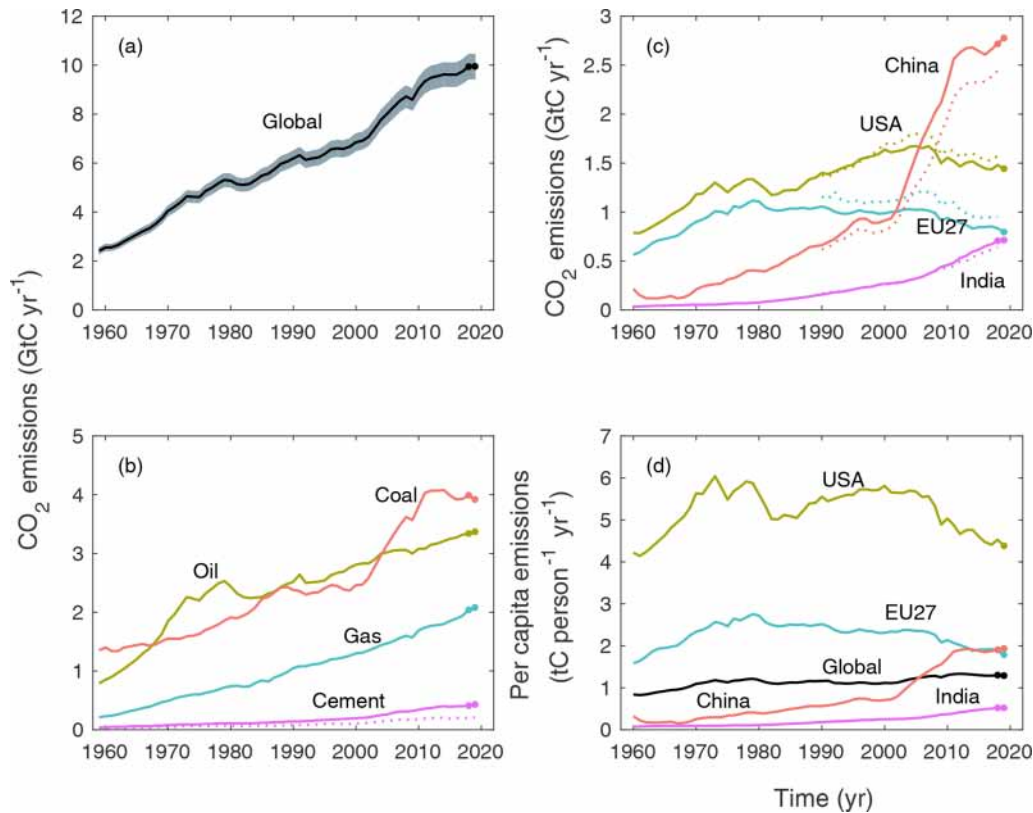 CO2 emissions (GtC yr-1)
(a)
Global
12
10
8
6
4
2
0
1960 1970 1980 1990 2000 2010 2020
(c)
CO2 emissions (GtC yr-1)
China
USA
EU27
India
3
2.5
2
1.5
1
0.5
0
1960 1970 1980 1990 2000 2010 2020
(b)
Coal
Oil
Gas
Cement
5
4
3
2
1
0
1960 1970 1980 1990 2000 2010 2020
(d)
Per capita emissions
(tC person-1 yr-1)
USA
EU27
Global
China
India
7
6
5
4
3
2
1
0
1960 1970 1980 1990 2000 2010 2020
Time (yr)